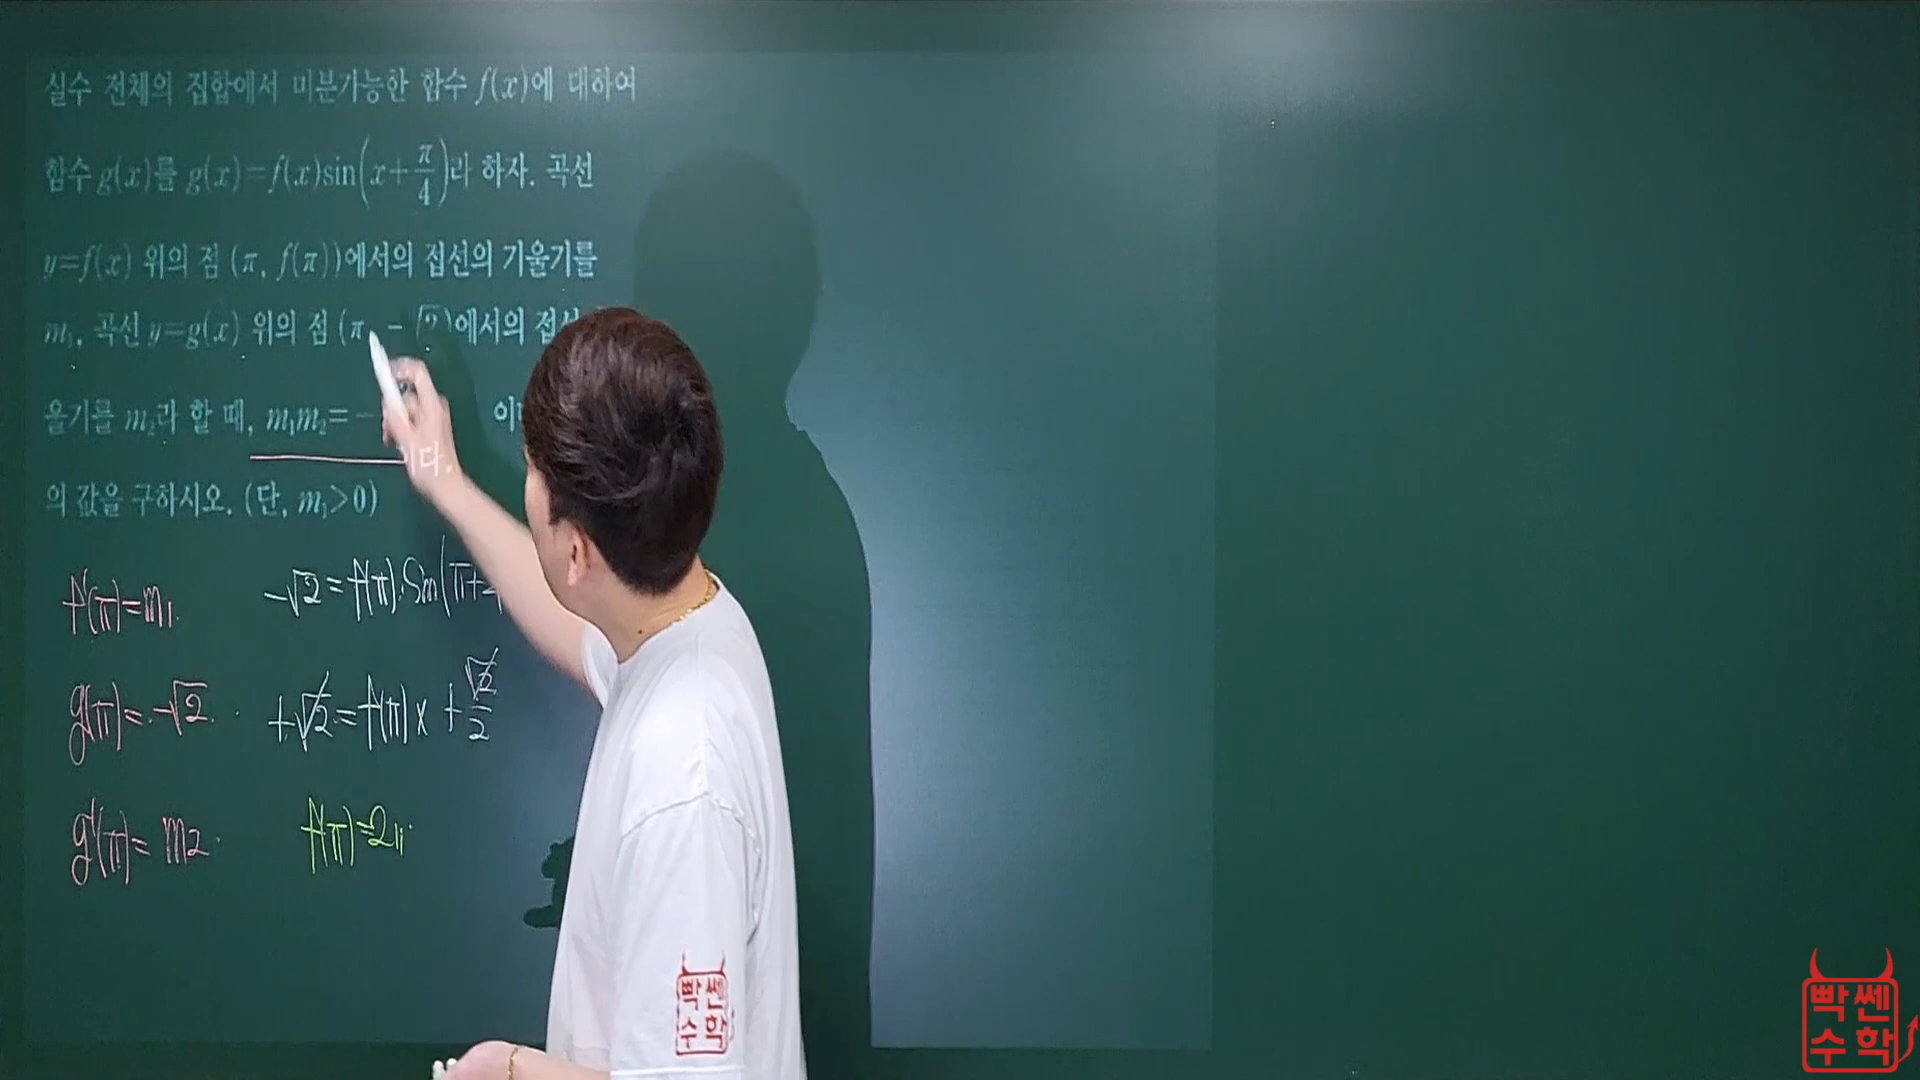 실수 전체의 집합에서 미분가능한 함수 f(x)에 대하여
함수 g(x)를 g(x)=f(x)sin(x+π/4)라 하자. 곡선
y=f(x) 위의 점 (π, f(π))에서의 접선의 기울기를
m₁, 곡선 y=g(x) 위의 점 (π, -√2)에서의
울기를 m₂라 할 때, m₁m₂=-
이다.
의 값을 구하시오. (단, m₁>0)
f'(π)=m₁. -√2=f(π).Sin(π+
g(π)=-√2. +√2=f(π)x+√2/2
g'(π)=m2. f(π)=2
빡쎈
수학
빡쎈
수학